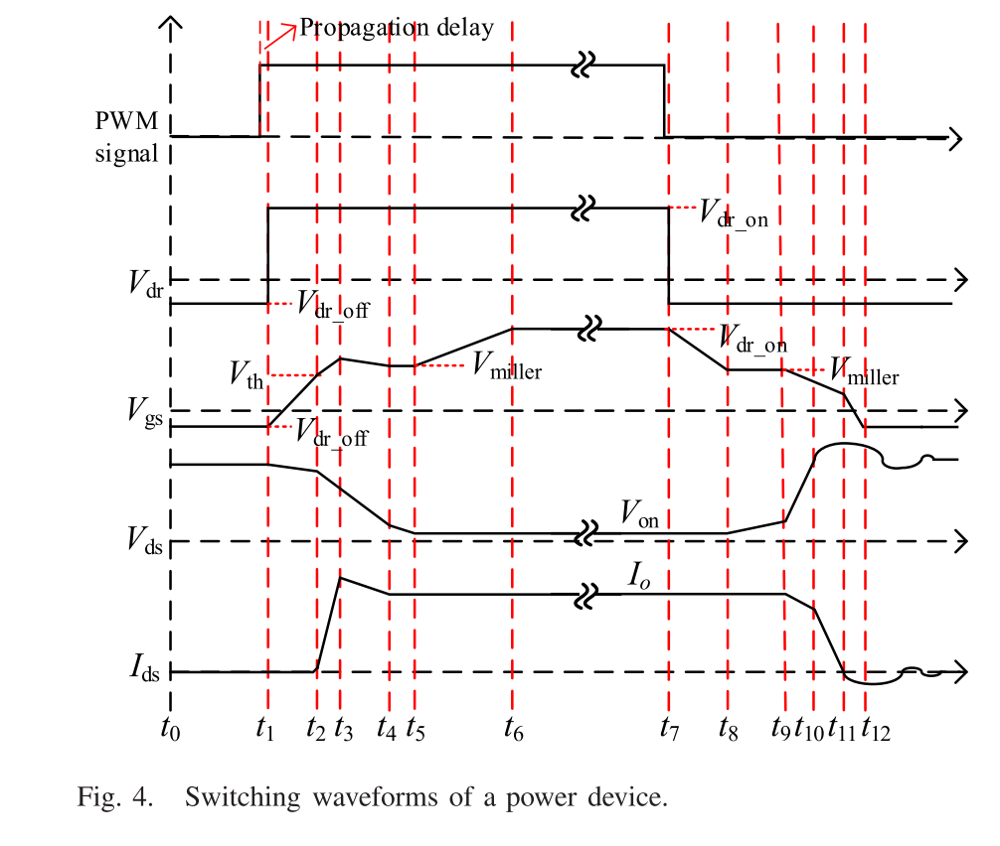 Propagation delay
PWM
signal
V_dr_on
V_dr
V_dr_off
V_dr_on
V_th
V_miller
V_miller
V_gs
V_dr_off
V_on
V_ds
I_o
I_ds
t_0 t_1 t_2 t_3 t_4 t_5 t_6 t_7 t_8 t_9 t_10 t_11 t_12
Fig. 4. Switching waveforms of a power device.